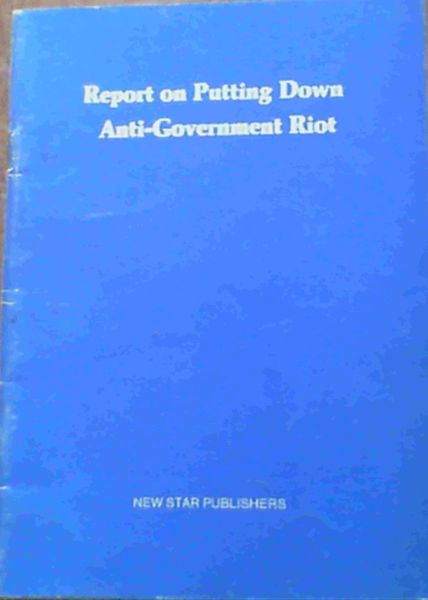 Report on Putting Down
Anti-Government Riot
NEW STAR PUBLISHERS